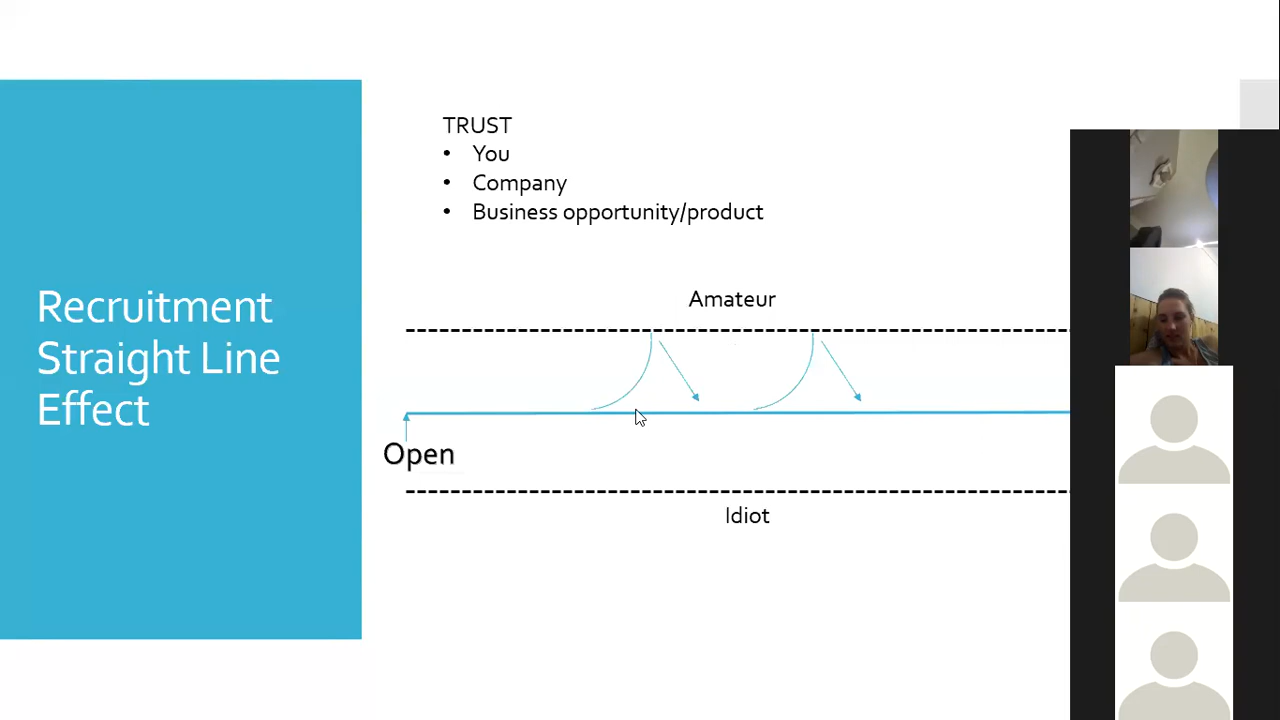 Recruitment
Straight Line
Effect
TRUST
• You
• Company
• Business opportunity/product
Amateur
Open
Idiot